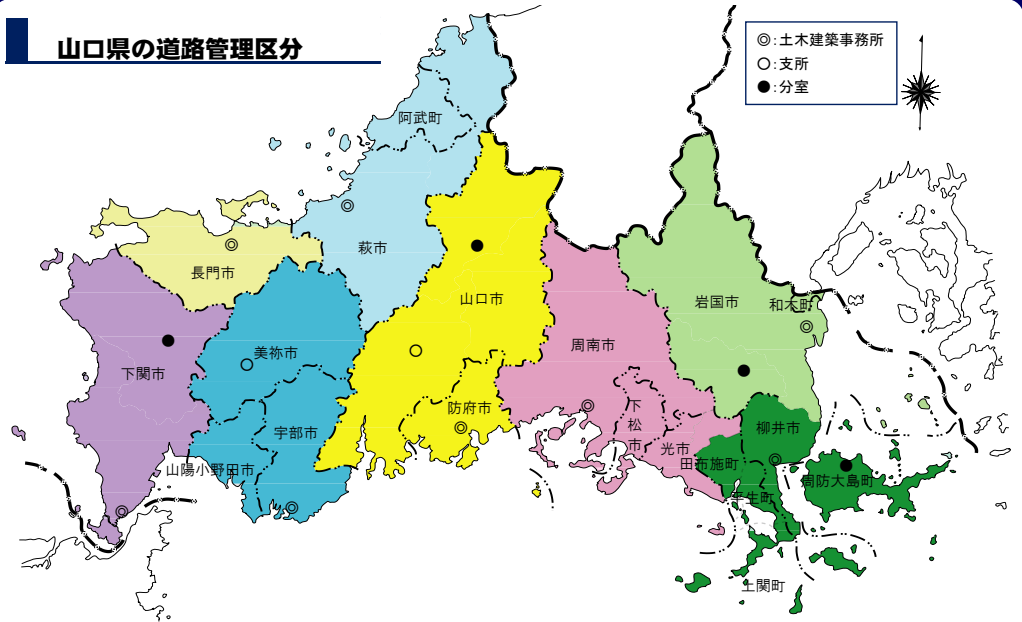 山口県の道路管理区分
◎:土木建築事務所
○:支所
●:分室
阿武町
萩市
長門市
山口市
岩国市
和木町
美祢市
下関市
周南市
防府市
下松市
宇部市
柳井市
光市
田布施町
山陽小野田市
周防大島町
平生町
上関町